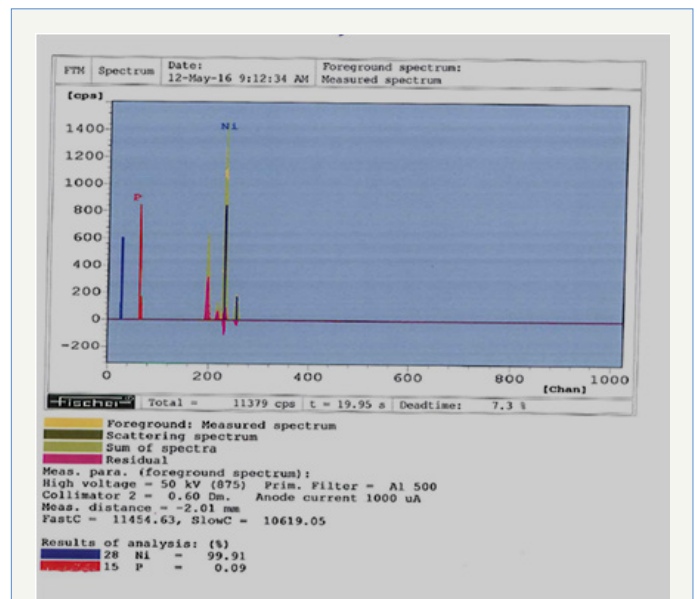 FTM Spectrum Date: Foreground spectrum:
12-May-16 9:12:34 AM Measured spectrum
[cps]
1400
1200
1000
800
600
400
200
0
-200
Ni
P
0 200 400 600 800 1000
[Chan]
Fischer Total = 11379 cps t = 19.95 s Deadtime: 7.3 %
Foreground: Measured spectrum
Scattering spectrum
Sum of spectra
Residual
Meas. para. (foreground spectrum):
High voltage = 50 kV (875) Prim. Filter = Al 500
Collimator 2 = 0.60 Dm. Anode current 1000 uA
Meas. distance = -2.01 mm
FastC = 11454.63, SlowC = 10619.05
Results of analysis: (%)
28 Ni = 99.91
15 P = 0.09